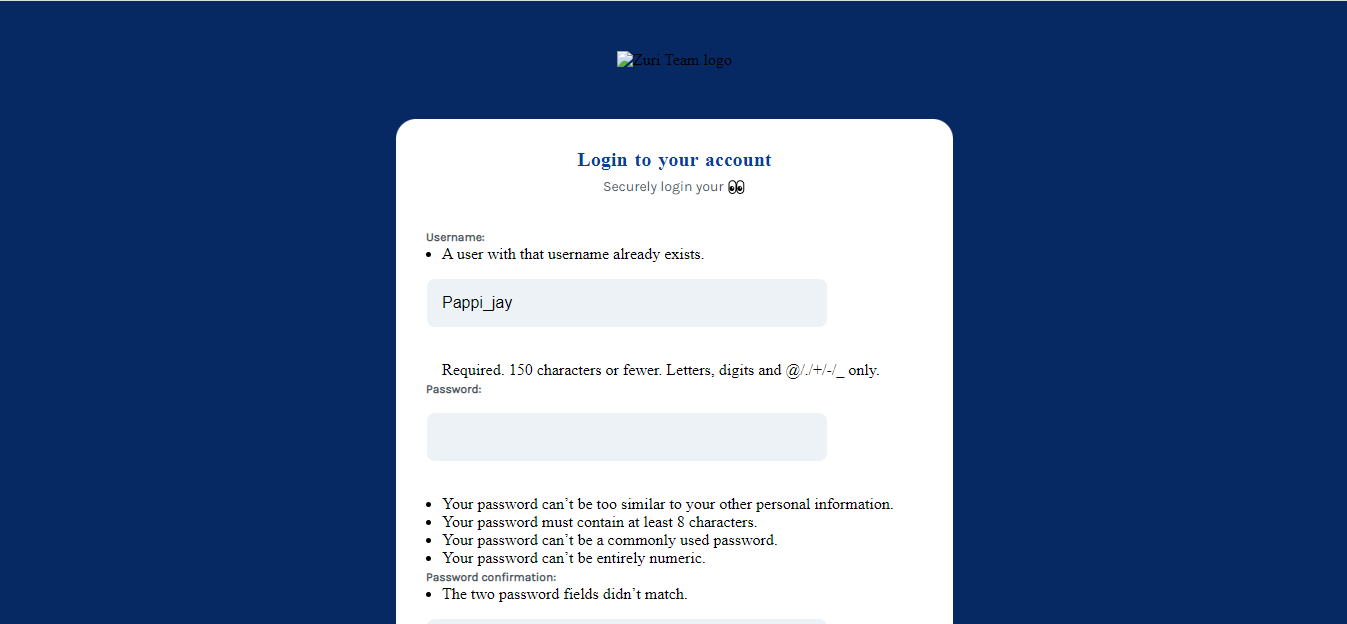 Zuri Team logo
Login to your account
Securely login your 👀
Username:
• A user with that username already exists.
Pappi_jay
Required. 150 characters or fewer. Letters, digits and @/./+/-/_ only.
Password:
• Your password can’t be too similar to your other personal information.
• Your password must contain at least 8 characters.
• Your password can’t be a commonly used password.
• Your password can’t be entirely numeric.
Password confirmation:
• The two password fields didn’t match.